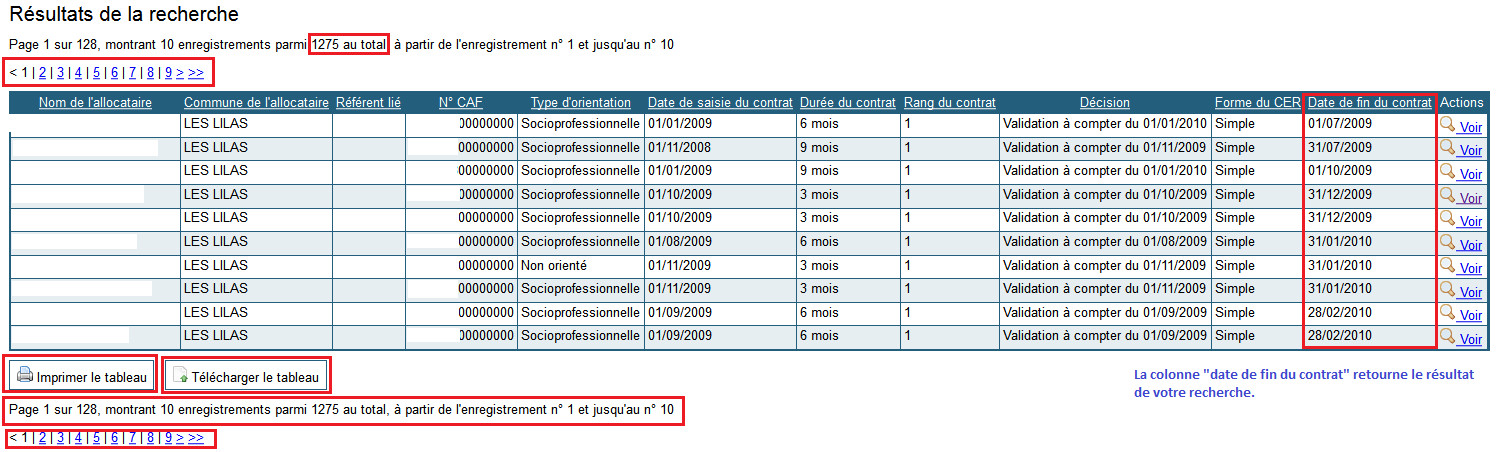 Résultats de la recherche
Page 1 sur 128, montrant 10 enregistrements parmi 1275 au total, à partir de l'enregistrement n° 1 et jusqu'au n° 10
< 1 | 2 | 3 | 4 | 5 | 6 | 7 | 8 | 9 > >>
Nom de l'allocataire Commune de l'allocataire Référent lié N° CAF Type d'orientation Date de saisie du contrat Durée du contrat Rang du contrat Décision Forme du CER Date de fin du contrat Actions
LES LILAS 00000000 Socioprofessionnelle 01/01/2009 6 mois 1 Validation à compter du 01/01/2010 Simple 01/07/2009 Voir
LES LILAS 00000000 Socioprofessionnelle 01/11/2008 9 mois 1 Validation à compter du 01/11/2009 Simple 31/07/2009 Voir
LES LILAS 00000000 Socioprofessionnelle 01/01/2009 9 mois 1 Validation à compter du 01/01/2010 Simple 01/10/2009 Voir
LES LILAS 00000000 Socioprofessionnelle 01/10/2009 3 mois 1 Validation à compter du 01/10/2009 Simple 31/12/2009 Voir
LES LILAS 00000000 Socioprofessionnelle 01/10/2009 3 mois 1 Validation à compter du 01/10/2009 Simple 31/12/2009 Voir
LES LILAS 00000000 Socioprofessionnelle 01/08/2009 6 mois 1 Validation à compter du 01/08/2009 Simple 31/01/2010 Voir
LES LILAS 00000000 Non orienté 01/11/2009 3 mois 1 Validation à compter du 01/11/2009 Simple 31/01/2010 Voir
LES LILAS 00000000 Socioprofessionnelle 01/11/2009 3 mois 1 Validation à compter du 01/11/2009 Simple 31/01/2010 Voir
LES LILAS 00000000 Socioprofessionnelle 01/09/2009 6 mois 1 Validation à compter du 01/09/2009 Simple 28/02/2010 Voir
LES LILAS 00000000 Socioprofessionnelle 01/09/2009 6 mois 1 Validation à compter du 01/09/2009 Simple 28/02/2010 Voir
Imprimer le tableau Télécharger le tableau
La colonne "date de fin du contrat" retourne le résultat
de votre recherche.
Page 1 sur 128, montrant 10 enregistrements parmi 1275 au total, à partir de l'enregistrement n° 1 et jusqu'au n° 10
< 1 | 2 | 3 | 4 | 5 | 6 | 7 | 8 | 9 > >>